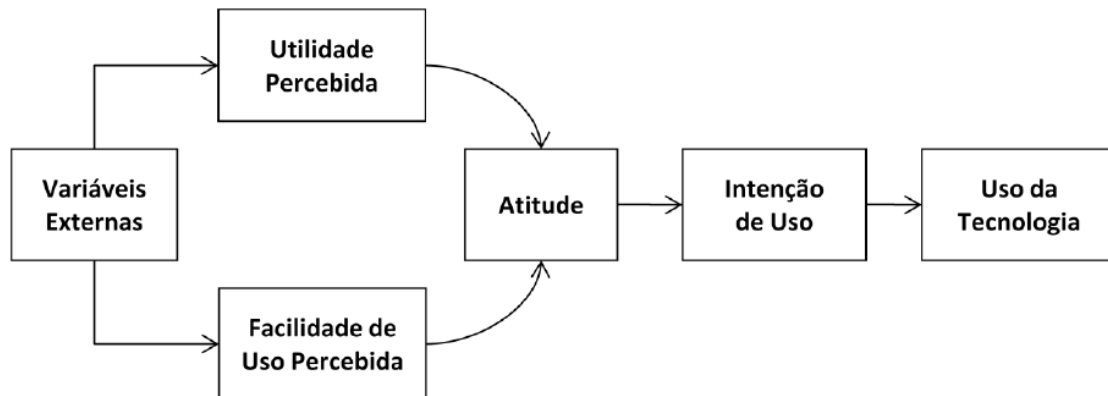 Utilidade
Percebida
Variáveis
Externas
Atitude
Intenção
de Uso
Uso da
Tecnologia
Facilidade de
Uso Percebida